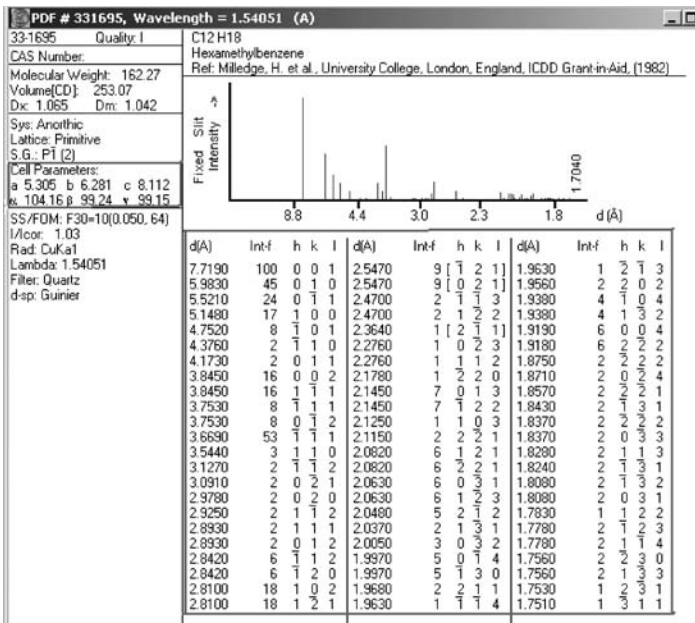 PDF # 331695, Wavelength = 1.54051 (A)
33-1695 Quality: I
CAS Number:
Molecular Weight: 162.27
Volume[CD]: 253.07
Dx: 1.065 Dm: 1.042
Sys: Anorthic
Lattice: Primitive
S.G.: P1̄ (2)
Cell Parameters:
a 5.305 b 6.281 c 8.112
α 104.16 β 99.24 γ 99.15
SS/FOM: F30=10(0.050, 64)
I/Icor: 1.03
Rad: CuKa1
Lambda: 1.54051
Filter: Quartz
d-sp: Guinier
C12 H18
Hexamethylbenzene
Ref: Milledge, H. et al., University College, London, England, ICDD Grant-in-Aid, (1982)
Fixed Slit
Intensity ->
1.7040
8.8 4.4 3.0 2.3 1.8 d (Å)
d(A) Int-f h k l d(A) Int-f h k l d(A) Int-f h k l
7.7190 100 0 0 1 2.5470 9 [ 1̄ 2 1] 1.9630 1 2̄ 1̄ 3
5.9830 45 0 1 0 2.5470 9 [ 0 2̄ 1] 1.9560 2 2 0 2
5.5210 24 0 1̄ 1 2.4700 2 1̄ 1̄ 3 1.9380 4 1̄ 0 4
5.1480 17 1 0 0 2.4700 2 1 2̄ 2 1.9380 4 1 3̄ 2
4.7520 8 1̄ 0 1 2.3640 1 [ 2̄ 1̄ 1] 1.9190 6 0 0 4
4.3760 2 1̄ 1 0 2.2760 1 0 2̄ 3 1.9180 6 2̄ 2̄ 2
4.1730 2 0 1 1 2.2760 1 1 1 2 1.8750 2 2̄ 2 2
3.8450 16 0 0 2 2.1780 1 2̄ 2 0 1.8710 2 0 2̄ 4
3.8450 16 1̄ 1̄ 1 2.1450 7 0 1 3 1.8570 2 2̄ 2̄ 1
3.7530 8 1̄ 1 1 2.1450 7 1̄ 2̄ 2 1.8430 2 1̄ 3 1
3.7530 8 0 1̄ 2 2.1250 1 1 0 3 1.8370 2 2 2̄ 2
3.6690 53 1 1̄ 1 2.1150 2 2 2̄ 1 1.8370 2 0 3̄ 3
3.5440 3 1 1 0 2.0820 6 1 2 1 1.8280 2 1 1 3
3.1270 2 1̄ 1̄ 2 2.0820 6 2̄ 2 1 1.8240 2 1̄ 3̄ 1
3.0910 2 0 2̄ 1 2.0630 6 0 3̄ 1 1.8080 2 1̄ 3̄ 2
2.9780 2 0 2 0 2.0630 6 1 2̄ 3 1.8080 2 0 3 1
2.9250 2 1 1̄ 2 2.0480 5 2 1̄ 2 1.7830 1 1 2 2
2.8930 2 1 1 1 2.0370 2 1 3̄ 1 1.7780 2 1̄ 2̄ 3
2.8930 2 0 1 2 2.0050 3 0 3̄ 2 1.7780 2 1 1̄ 4
2.8420 6 1̄ 1 2 1.9970 5 0 1 4 1.7560 2 2̄ 3 0
2.8420 6 1̄ 2 0 1.9970 5 1̄ 3 0 1.7560 2 1 3̄ 3
2.8100 18 1 0 2 1.9680 2 2 1 1 1.7530 1 2 3̄ 1
2.8100 18 1 2̄ 1 1.9630 1 1̄ 1̄ 4 1.7510 1 3̄ 1 1